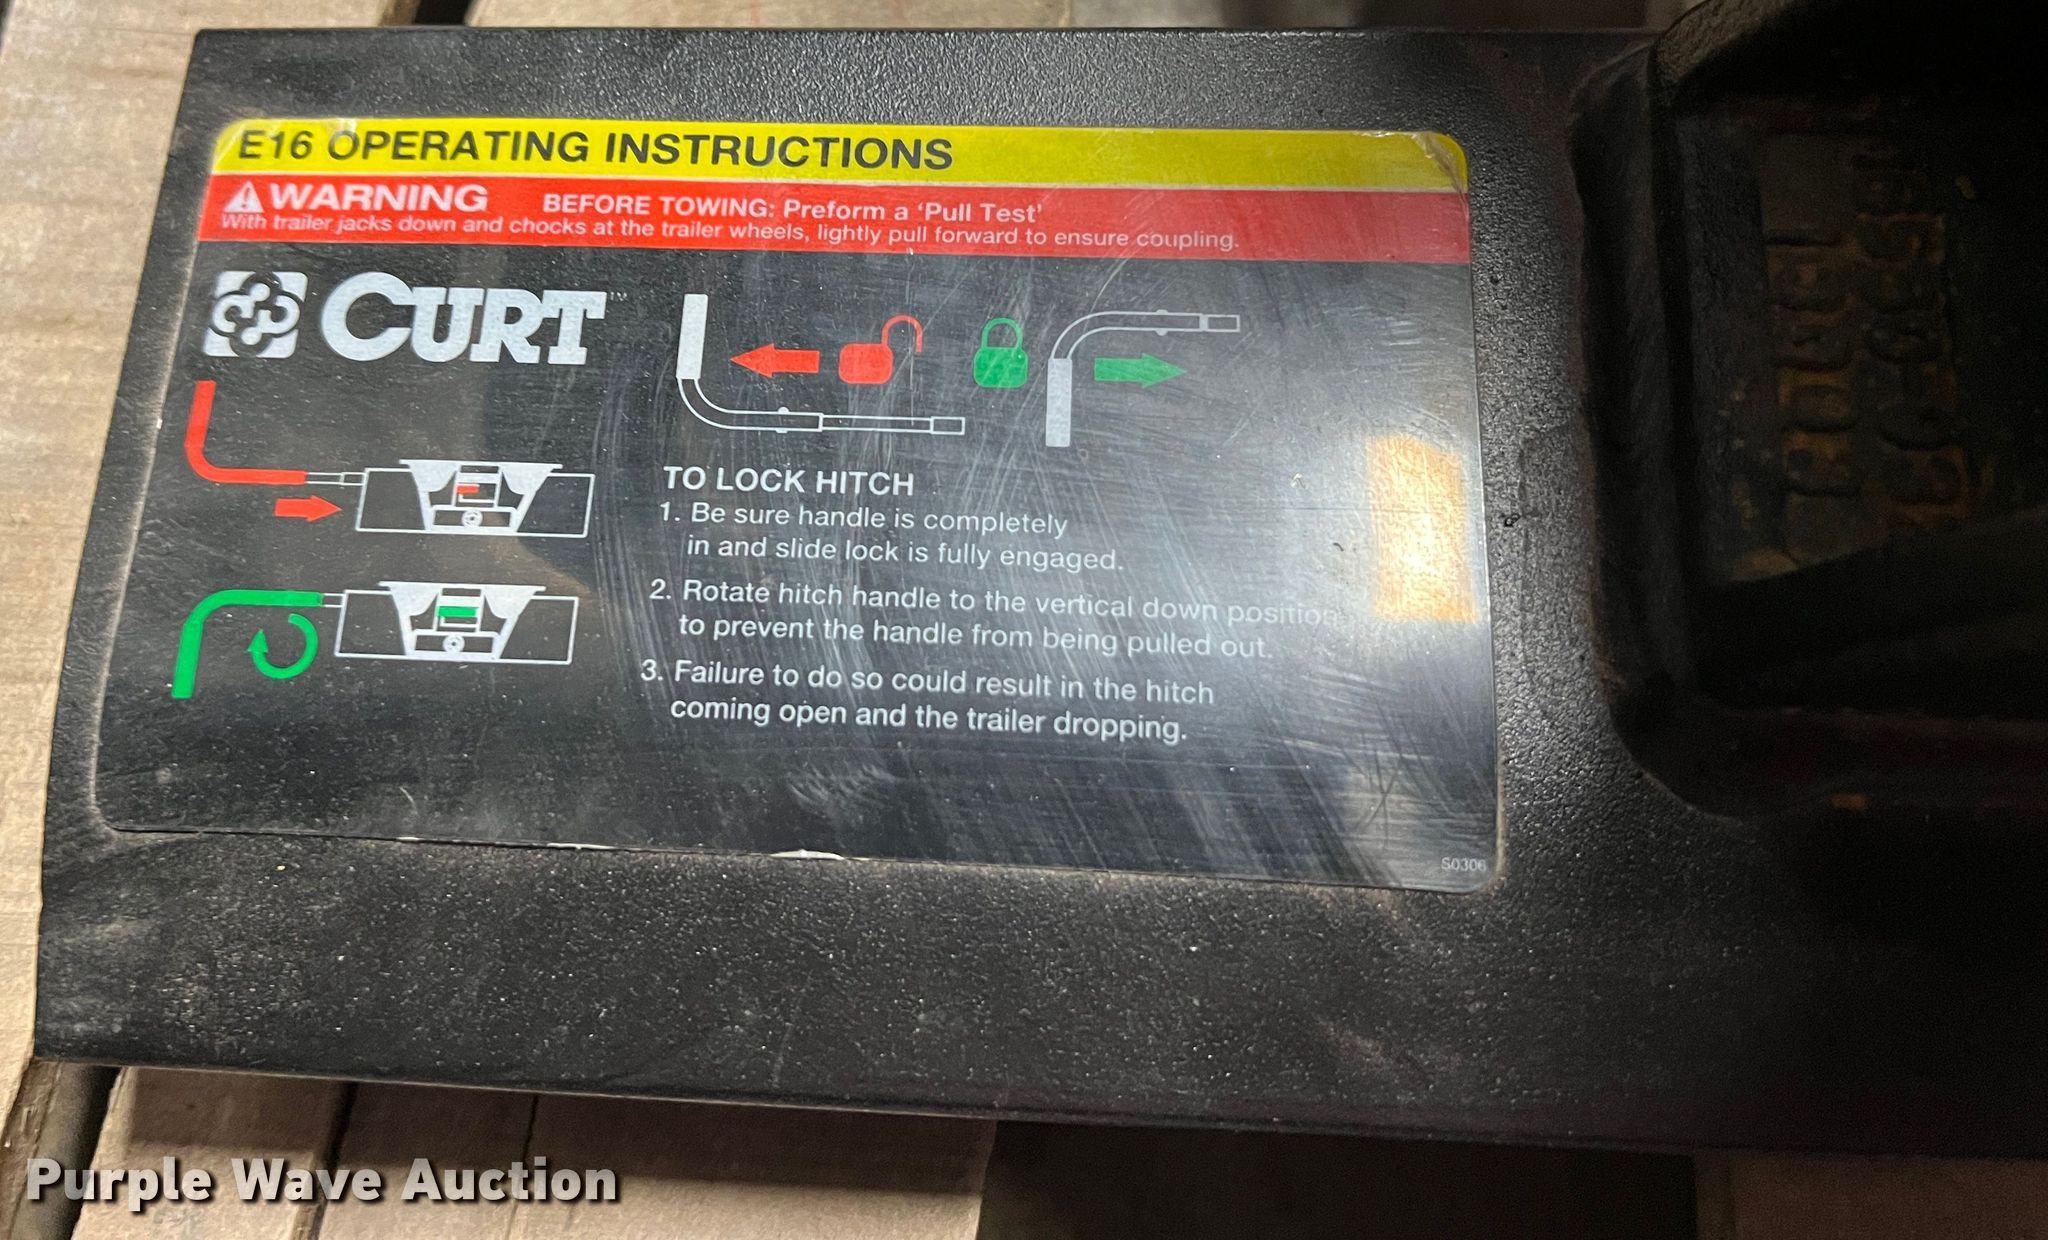 E16 OPERATING INSTRUCTIONS
WARNING BEFORE TOWING: Preform a 'Pull Test'
With trailer jacks down and chocks at the trailer wheels, lightly pull forward to ensure coupling.
CURT
TO LOCK HITCH
1. Be sure handle is completely
in and slide lock is fully engaged.
2. Rotate hitch handle to the vertical down position
to prevent the handle from being pulled out.
3. Failure to do so could result in the hitch
coming open and the trailer dropping.
S0306
Purple Wave Auction